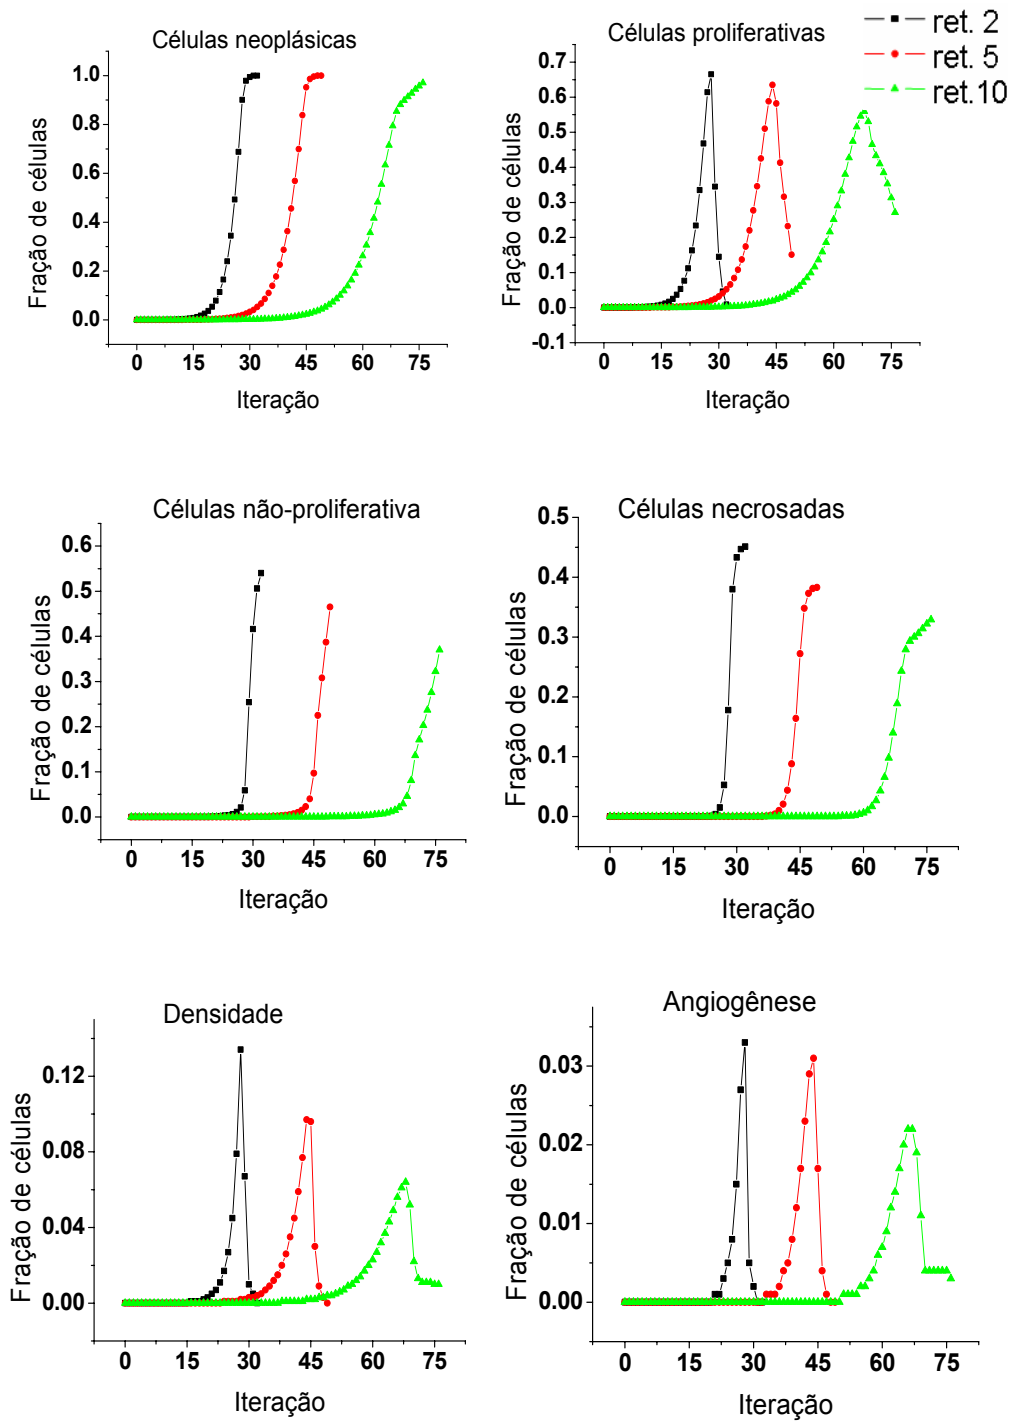 Células neoplásicas
Fração de células
1.0
0.8
0.6
0.4
0.2
0.0
0 15 30 45 60 75
Iteração
Células proliferativas
ret. 2
ret. 5
ret.10
Fração de células
0.7
0.6
0.5
0.4
0.3
0.2
0.1
0.0
-0.1
0 15 30 45 60 75
Iteração
Células não-proliferativa
Fração de células
0.6
0.5
0.4
0.3
0.2
0.1
0.0
0 15 30 45 60 75
Iteração
Células necrosadas
Fração de células
0.5
0.4
0.3
0.2
0.1
0.0
0 15 30 45 60 75
Iteração
Densidade
Fração de células
0.12
0.08
0.04
0.00
0 15 30 45 60 75
Iteração
Angiogênese
Fração de células
0.03
0.02
0.01
0.00
0 15 30 45 60 75
Iteração